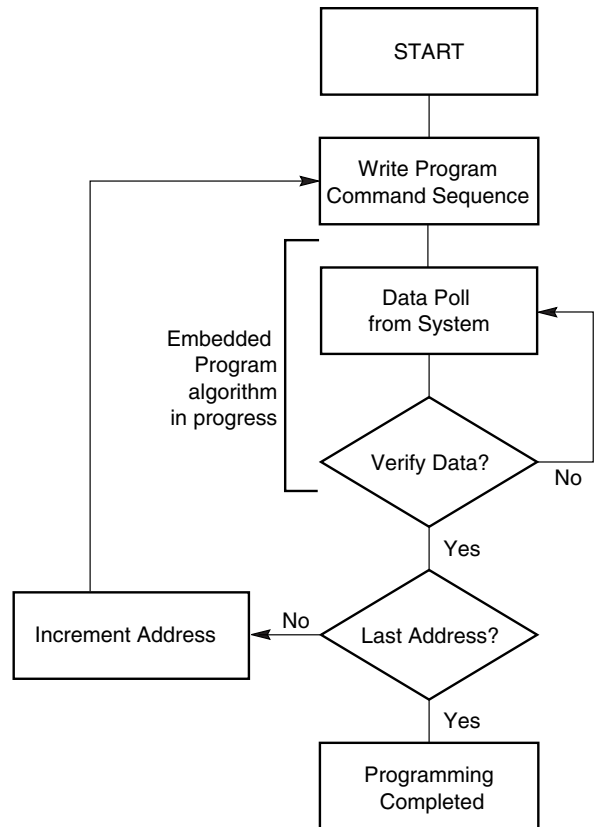 START
Write Program
Command Sequence
Data Poll
from System
Embedded
Program
algorithm
in progress
Verify Data?
No
Yes
Last Address?
No
Increment Address
Yes
Programming
Completed